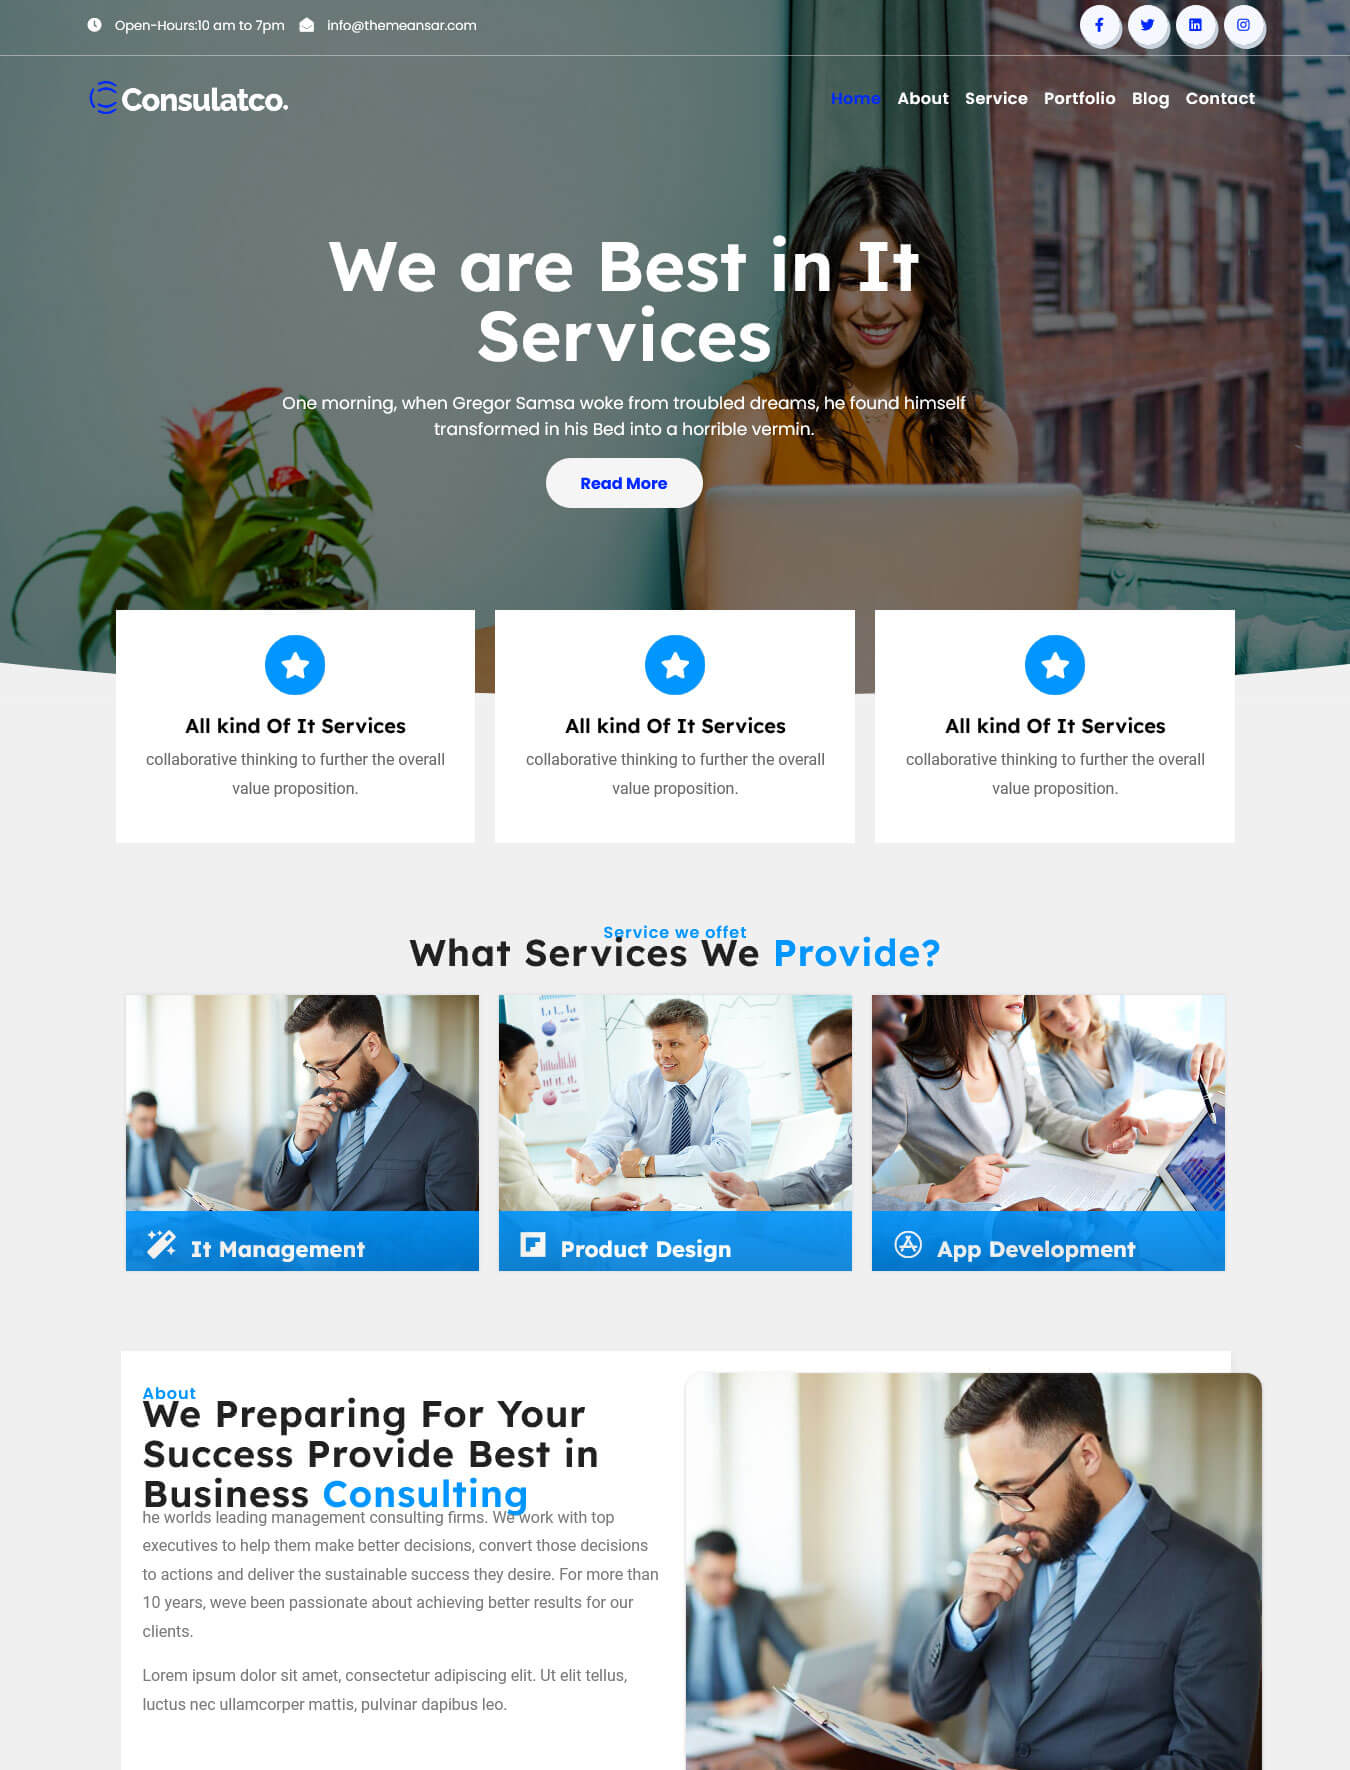 Open-Hours:10 am to 7pm
info@themeansar.com
Consulatco.
Home
About
Service
Portfolio
Blog
Contact
We are Best in It
Services
One morning, when Gregor Samsa woke from troubled dreams, he found himself
transformed in his Bed into a horrible vermin.
Read More
All kind Of It Services
collaborative thinking to further the overall
value proposition.
All kind Of It Services
collaborative thinking to further the overall
value proposition.
All kind Of It Services
collaborative thinking to further the overall
value proposition.
Service we offet
What Services We Provide?
It Management
Product Design
App Development
About
We Preparing For Your
Success Provide Best in
Business Consulting
he worlds leading management consulting firms. We work with top
executives to help them make better decisions, convert those decisions
to actions and deliver the sustainable success they desire. For more than
10 years, weve been passionate about achieving better results for our
clients.
Lorem ipsum dolor sit amet, consectetur adipiscing elit. Ut elit tellus,
luctus nec ullamcorper mattis, pulvinar dapibus leo.